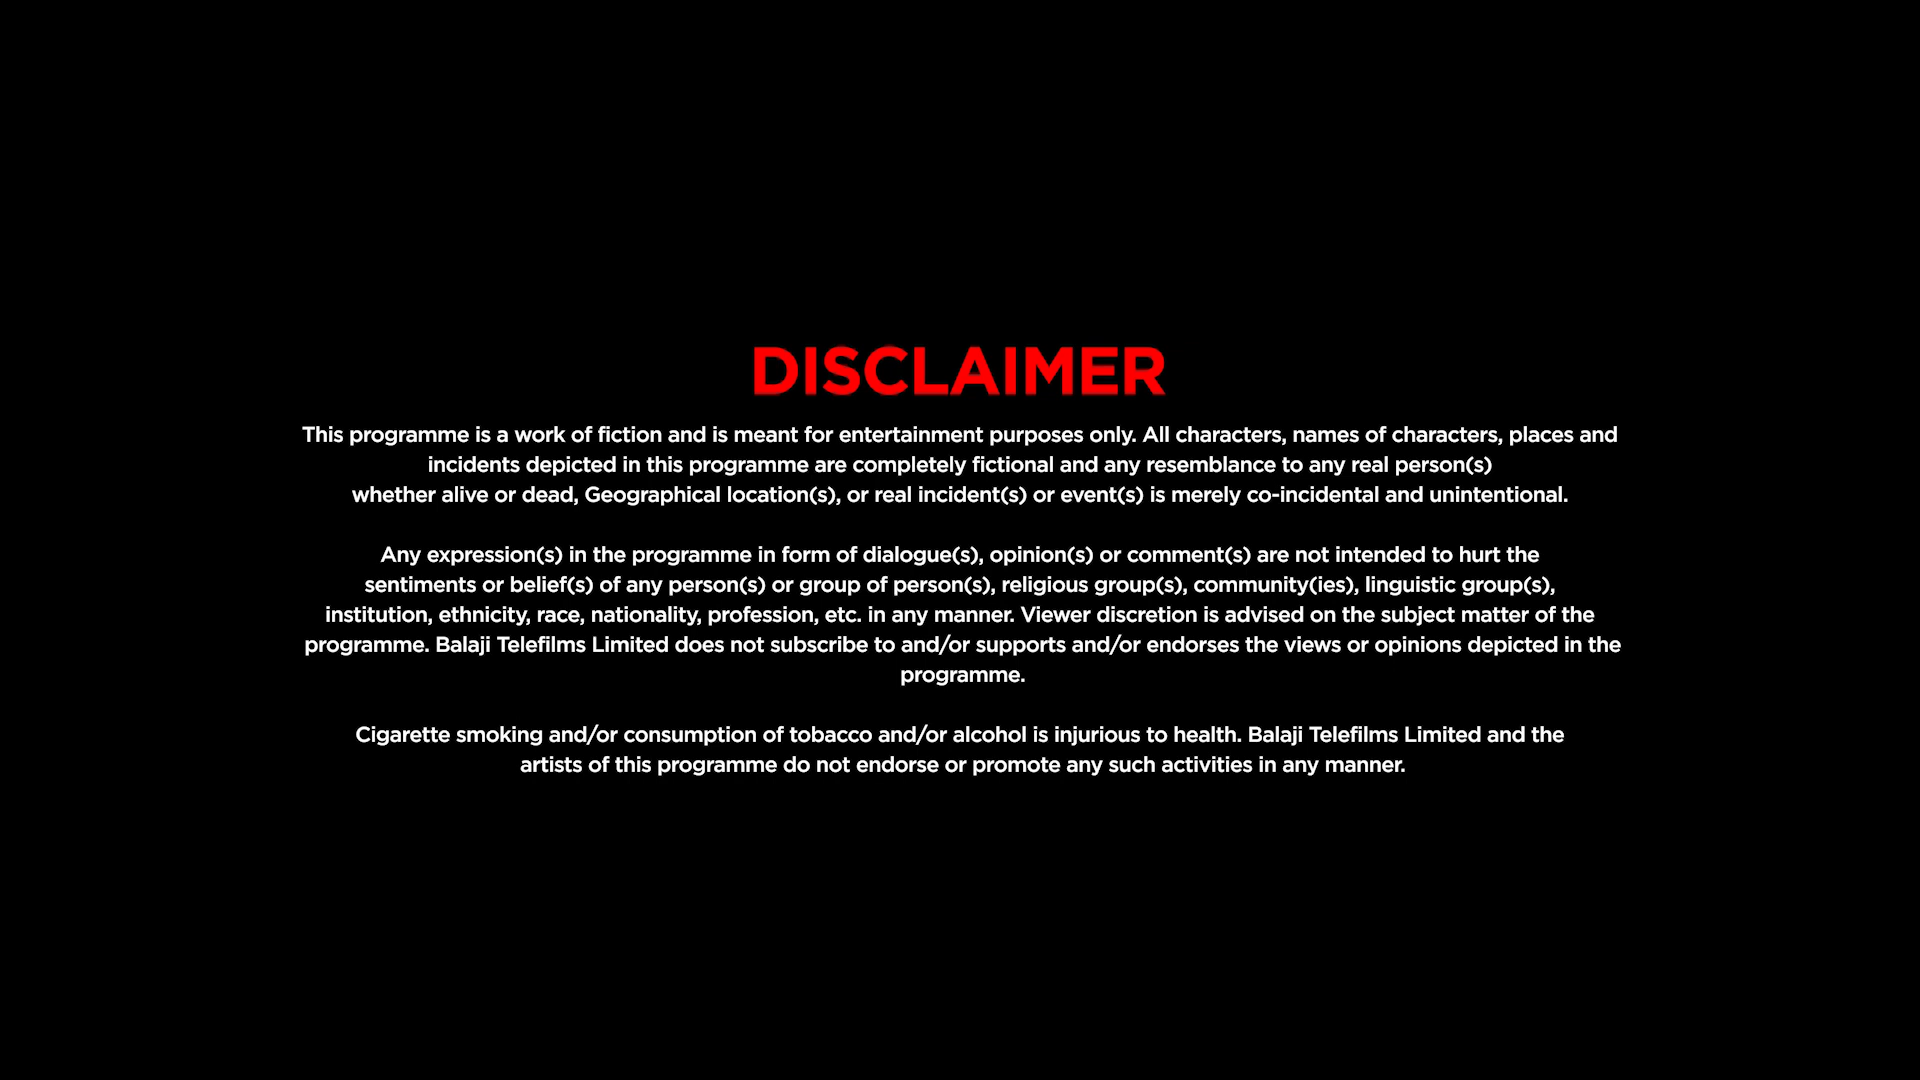 DISCLAIMER
This programme is a work of fiction and is meant for entertainment purposes only. All characters, names of characters, places and
incidents depicted in this programme are completely fictional and any resemblance to any real person(s)
whether alive or dead, Geographical location(s), or real incident(s) or event(s) is merely co-incidental and unintentional.
Any expression(s) in the programme in form of dialogue(s), opinion(s) or comment(s) are not intended to hurt the
sentiments or belief(s) of any person(s) or group of person(s), religious group(s), community(ies), linguistic group(s),
institution, ethnicity, race, nationality, profession, etc. in any manner. Viewer discretion is advised on the subject matter of the
programme. Balaji Telefilms Limited does not subscribe to and/or supports and/or endorses the views or opinions depicted in the
programme.
Cigarette smoking and/or consumption of tobacco and/or alcohol is injurious to health. Balaji Telefilms Limited and the
artists of this programme do not endorse or promote any such activities in any manner.